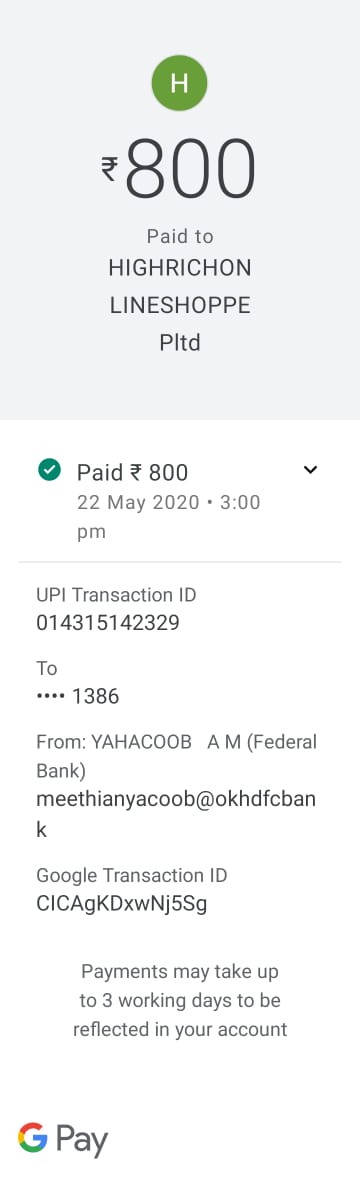 H
₹800
Paid to
HIGHRICHON
LINESHOPPE
Pltd
Paid ₹ 800
22 May 2020 • 3:00
pm
UPI Transaction ID
014315142329
To
•••• 1386
From: YAHACOOB   A M (Federal
Bank)
meethianyacoob@okhdfcban
k
Google Transaction ID
CICAgKDxwNj5Sg
Payments may take up
to 3 working days to be
reflected in your account
G Pay